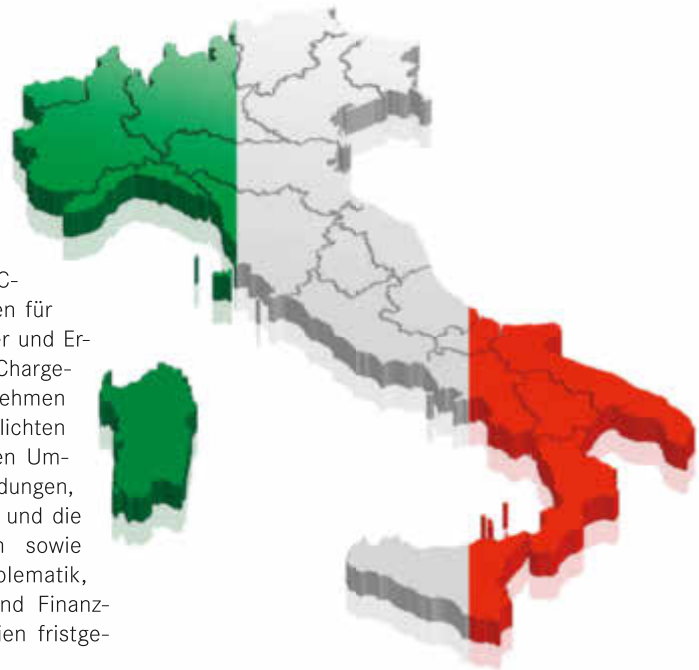 C-
en für
er und Er-
Charge-
ehmen
lichten
en Um-
dungen,
und die
n sowie
blematik,
nd Finanz-
ien fristge-